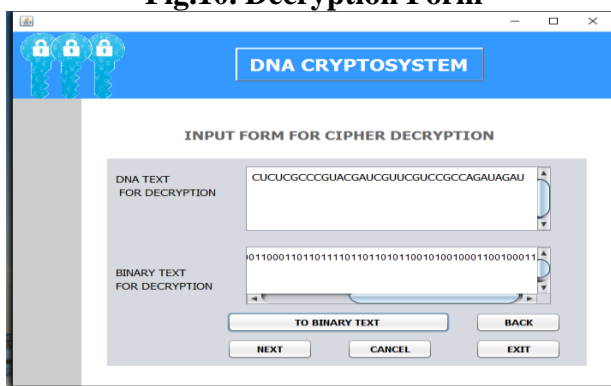 Fig.10. Decryption Form
DNA CRYPTOSYSTEM
INPUT FORM FOR CIPHER DECRYPTION
DNA TEXT
FOR DECRYPTION
CUCUCGCCCGUACGAUCGUUCGUCCGCCAGAUAGAU
011000110110111101101101011001010010001100100011
BINARY TEXT
FOR DECRYPTION
TO BINARY TEXT BACK
NEXT CANCEL EXIT